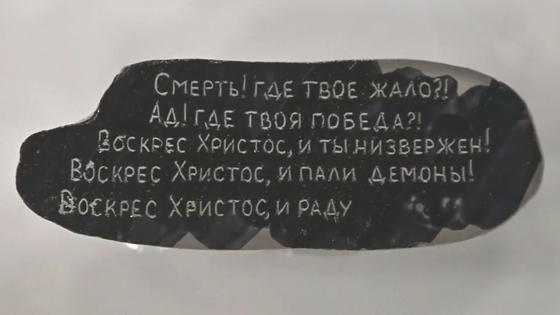 Смерть! где твое жало?!
Ад! где твоя победа?!
Воскрес Христос, и ты низвержен!
Воскрес Христос, и пали демоны!
Воскрес Христос, и раду